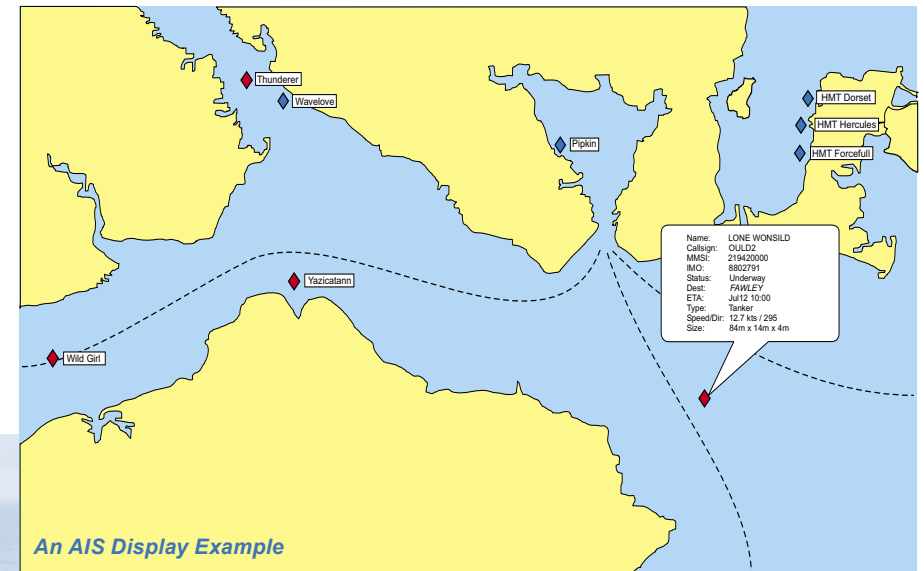 Thunderer
Wavelove
Pipkin
HMT Dorset
HMT Hercules
HMT Forcefull
Name: LONE WONSILD
Callsign: OULD2
MMSI: 219420000
IMO: 8802791
Status: Underway
Dest: FAWLEY
ETA: Jul12 10:00
Type: Tanker
Speed/Dir: 12.7 kts / 295
Size: 84m x 14m x 4m
Yazicatann
Wild Girl
An AIS Display Example